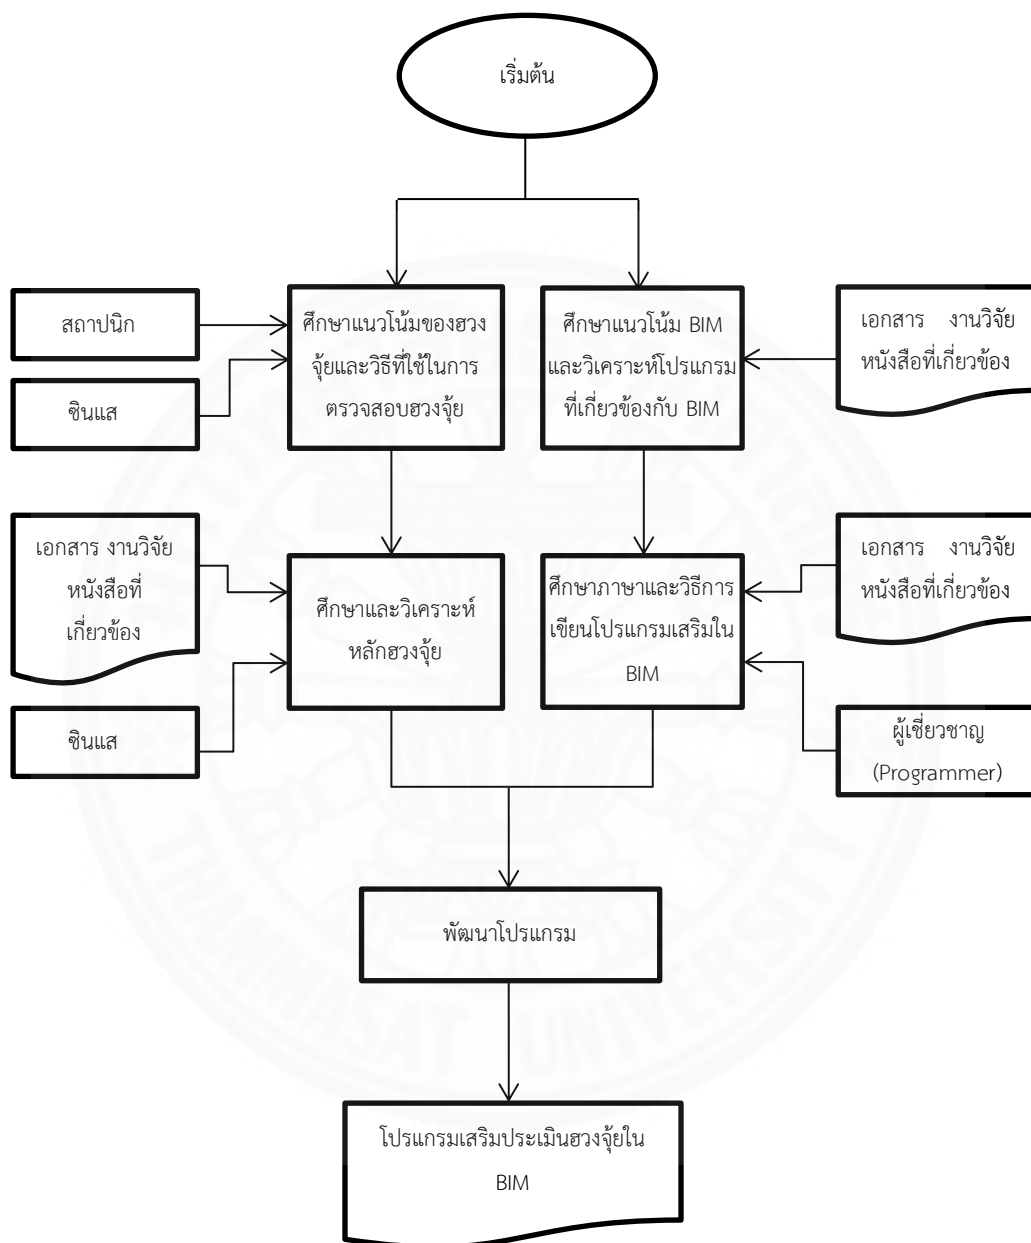 เริ่มต้น
สถาปนิก
ซินแส
ศึกษาแนวโน้มของฮวง
จุ้ยและวิธีที่ใช้ในการ
ตรวจสอบฮวงจุ้ย
ศึกษาแนวโน้ม BIM
และวิเคราะห์โปรแกรม
ที่เกี่ยวข้องกับ BIM
เอกสาร งานวิจัย
หนังสือที่เกี่ยวข้อง
เอกสาร งานวิจัย
หนังสือที่
เกี่ยวข้อง
ซินแส
ศึกษาและวิเคราะห์
หลักฮวงจุ้ย
ศึกษาภาษาและวิธีการ
เขียนโปรแกรมเสริมใน
BIM
เอกสาร งานวิจัย
หนังสือที่เกี่ยวข้อง
ผู้เชี่ยวชาญ
(Programmer)
พัฒนาโปรแกรม
โปรแกรมเสริมประเมินฮวงจุ้ยใน
BIM
THAMMASAT UNIVERSITY